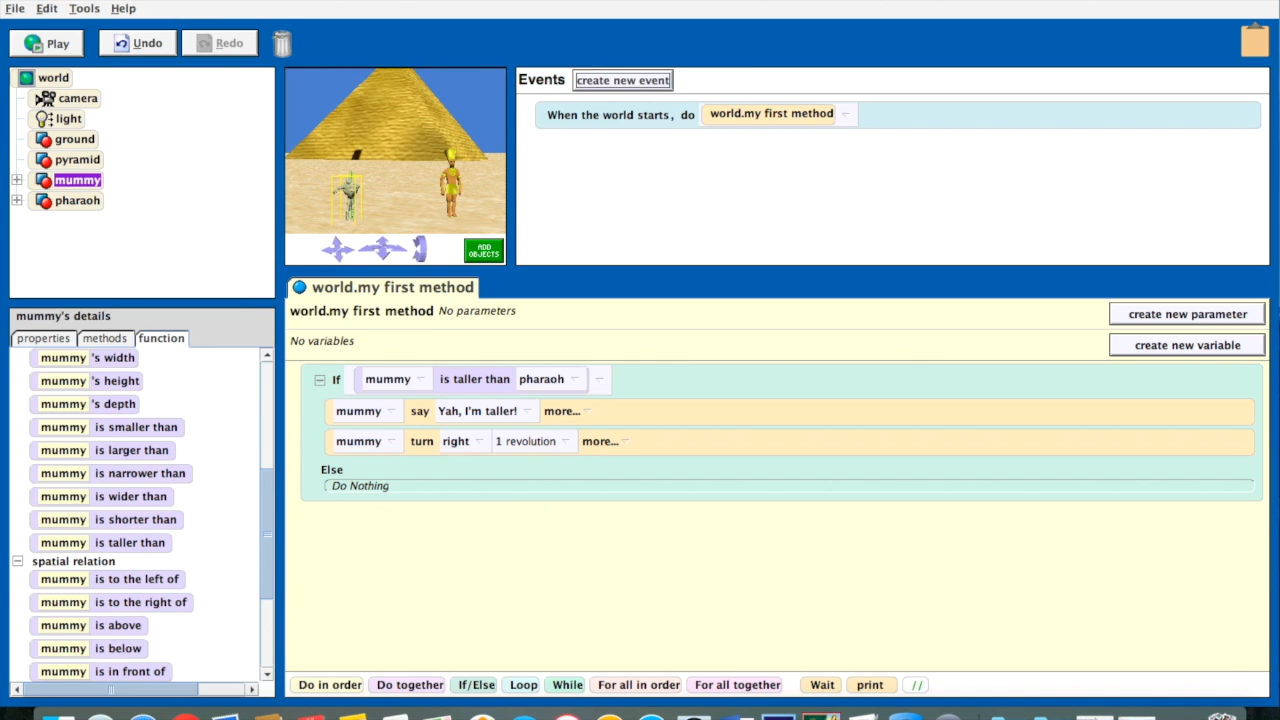 File Edit Tools Help
Play Undo Redo
world
camera
light
ground
pyramid
mummy
pharaoh
ADD OBJECTS
Events create new event
When the world starts, do world.my first method
mummy's details
properties methods function
mummy 's width
mummy 's height
mummy 's depth
mummy is smaller than
mummy is larger than
mummy is narrower than
mummy is wider than
mummy is shorter than
mummy is taller than
spatial relation
mummy is to the left of
mummy is to the right of
mummy is above
mummy is below
mummy is in front of
world.my first method
world.my first method No parameters
create new parameter
No variables
create new variable
If mummy is taller than pharaoh
mummy say Yah, I'm taller! more...
mummy turn right 1 revolution more...
Else
Do Nothing
Do in order Do together If/Else Loop While For all in order For all together Wait print //